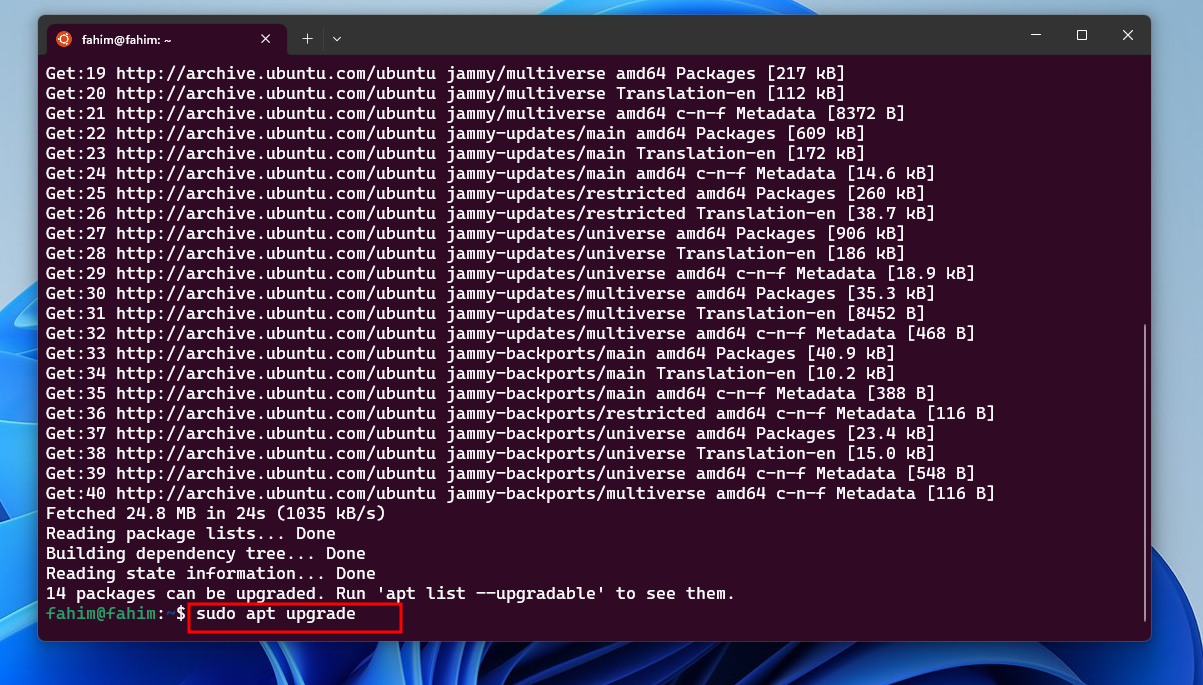 fahim@fahim: ~
Get:19 http://archive.ubuntu.com/ubuntu jammy/multiverse amd64 Packages [217 kB]
Get:20 http://archive.ubuntu.com/ubuntu jammy/multiverse Translation-en [112 kB]
Get:21 http://archive.ubuntu.com/ubuntu jammy/multiverse amd64 c-n-f Metadata [8372 B]
Get:22 http://archive.ubuntu.com/ubuntu jammy-updates/main amd64 Packages [609 kB]
Get:23 http://archive.ubuntu.com/ubuntu jammy-updates/main Translation-en [172 kB]
Get:24 http://archive.ubuntu.com/ubuntu jammy-updates/main amd64 c-n-f Metadata [14.6 kB]
Get:25 http://archive.ubuntu.com/ubuntu jammy-updates/restricted amd64 Packages [260 kB]
Get:26 http://archive.ubuntu.com/ubuntu jammy-updates/restricted Translation-en [38.7 kB]
Get:27 http://archive.ubuntu.com/ubuntu jammy-updates/universe amd64 Packages [906 kB]
Get:28 http://archive.ubuntu.com/ubuntu jammy-updates/universe Translation-en [186 kB]
Get:29 http://archive.ubuntu.com/ubuntu jammy-updates/universe amd64 c-n-f Metadata [18.9 kB]
Get:30 http://archive.ubuntu.com/ubuntu jammy-updates/multiverse amd64 Packages [35.3 kB]
Get:31 http://archive.ubuntu.com/ubuntu jammy-updates/multiverse Translation-en [8452 B]
Get:32 http://archive.ubuntu.com/ubuntu jammy-updates/multiverse amd64 c-n-f Metadata [468 B]
Get:33 http://archive.ubuntu.com/ubuntu jammy-backports/main amd64 Packages [40.9 kB]
Get:34 http://archive.ubuntu.com/ubuntu jammy-backports/main Translation-en [10.2 kB]
Get:35 http://archive.ubuntu.com/ubuntu jammy-backports/main amd64 c-n-f Metadata [388 B]
Get:36 http://archive.ubuntu.com/ubuntu jammy-backports/restricted amd64 c-n-f Metadata [116 B]
Get:37 http://archive.ubuntu.com/ubuntu jammy-backports/universe amd64 Packages [23.4 kB]
Get:38 http://archive.ubuntu.com/ubuntu jammy-backports/universe Translation-en [15.0 kB]
Get:39 http://archive.ubuntu.com/ubuntu jammy-backports/universe amd64 c-n-f Metadata [548 B]
Get:40 http://archive.ubuntu.com/ubuntu jammy-backports/multiverse amd64 c-n-f Metadata [116 B]
Fetched 24.8 MB in 24s (1035 kB/s)
Reading package lists... Done
Building dependency tree... Done
Reading state information... Done
14 packages can be upgraded. Run 'apt list --upgradable' to see them.
fahim@fahim:~$ sudo apt upgrade